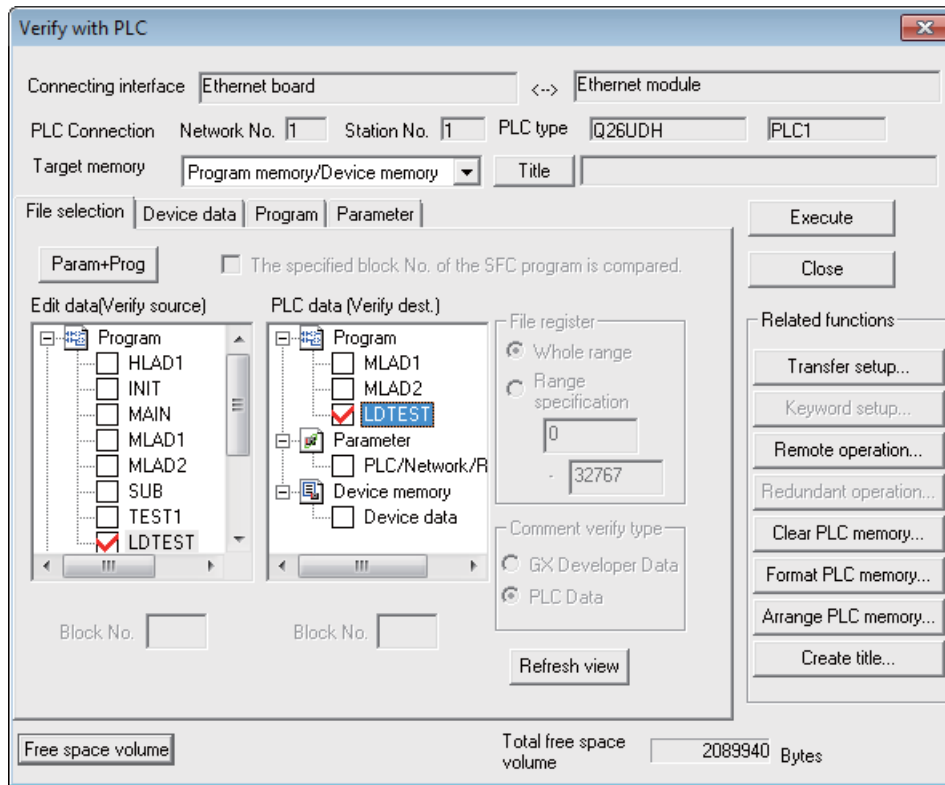 Verify with PLC
Connecting interface Ethernet board <--> Ethernet module
PLC Connection Network No. 1 Station No. 1 PLC type Q26UDH PLC1
Target memory Program memory/Device memory Title
File selection Device data Program Parameter
Param+Prog The specified block No. of the SFC program is compared.
Edit data(Verify source)
Program
HLAD1
INIT
MAIN
MLAD1
MLAD2
SUB
TEST1
LDTEST
Block No.
PLC data (Verify dest.)
Program
MLAD1
MLAD2
LDTEST
Parameter
PLC/Network/R
Device memory
Device data
Block No.
File register
Whole range
Range
specification
0
- 32767
Comment verify type
GX Developer Data
PLC Data
Refresh view
Execute
Close
Related functions
Transfer setup...
Keyword setup...
Remote operation...
Redundant operation...
Clear PLC memory...
Format PLC memory...
Arrange PLC memory...
Create title...
Free space volume
Total free space
volume
2089940 Bytes